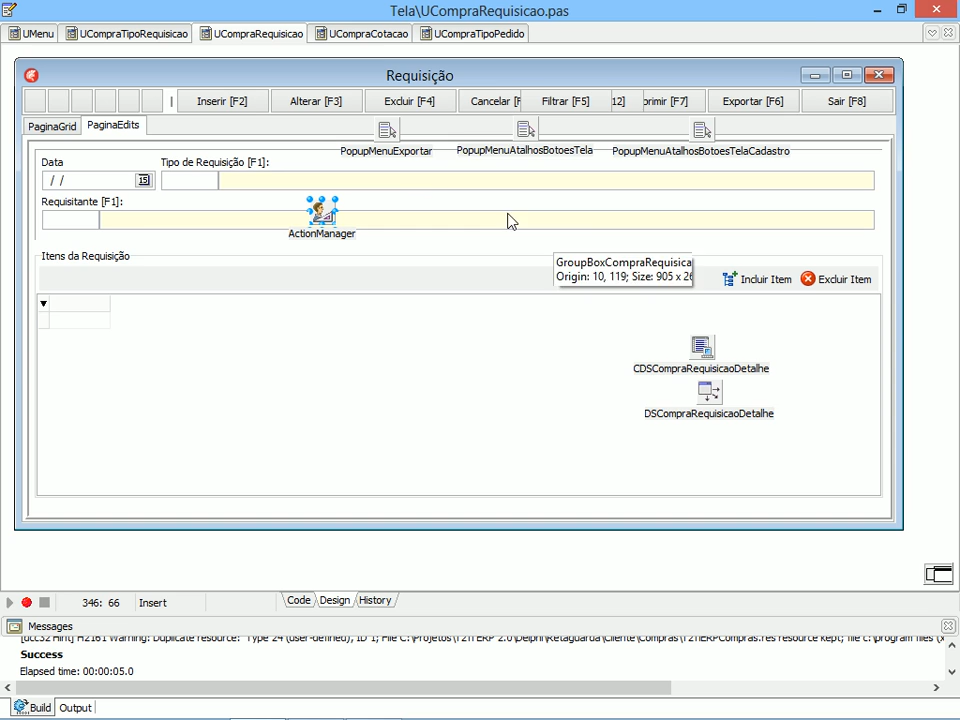 Tela\UCompraRequisicao.pas
UMenu UCompraTipoRequisicao UCompraRequisicao UCompraCotacao UCompraTipoPedido
Requisição
Inserir [F2] Alterar [F3] Excluir [F4] Cancelar [F Filtrar [F5] 12] primir [F7] Exportar [F6] Sair [F8]
PaginaGrid PaginaEdits
PopupMenuExportar PopupMenuAtalhosBotoesTela PopupMenuAtalhosBotoesTelaCadastro
Data Tipo de Requisição [F1]:
/ / 15
Requisitante [F1]:
ActionManager
Itens da Requisição
GroupBoxCompraRequisica
Origin: 10, 119; Size: 905 x 26
Incluir Item Excluir Item
CDSCompraRequisicaoDetalhe
DSCompraRequisicaoDetalhe
346: 66 Insert Code Design History
Messages
[dcc32 Hint] H2161 Warning: Duplicate resource: Type 24 (user-defined), ID 1; File C:\Projetos\T2TiERP 2.0\Delphi\Retaguarda\Cliente\Compras\T2TiERPCompras.res resource kept; file c:\program files (x
Success
Elapsed time: 00:00:05.0
Build Output